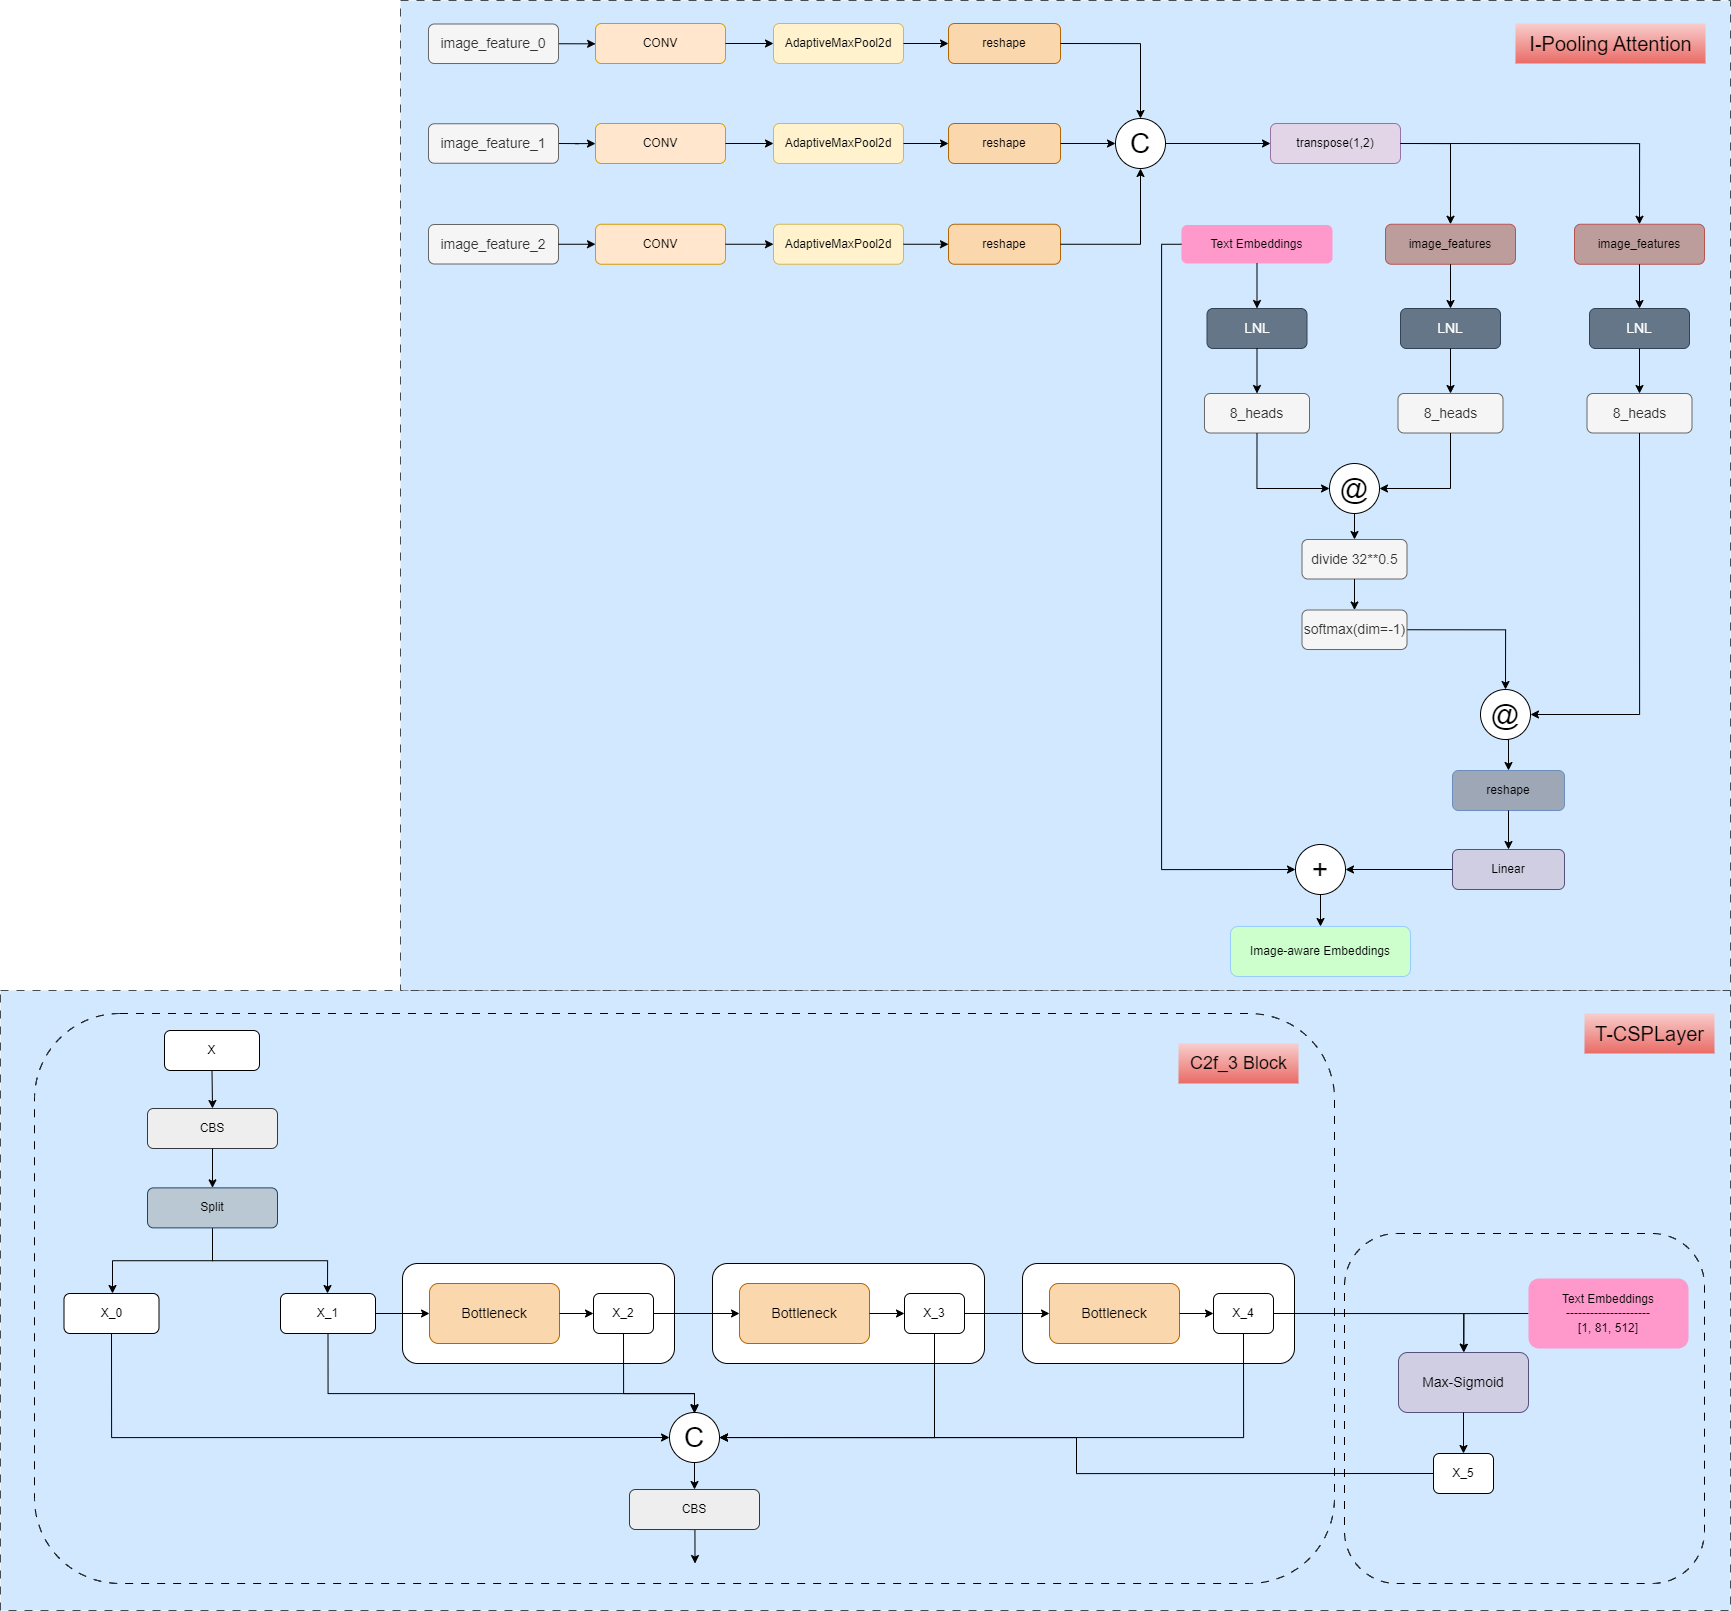 image_feature_0
CONV
AdaptiveMaxPool2d
reshape
I-Pooling Attention
image_feature_1
CONV
AdaptiveMaxPool2d
reshape
C
transpose(1,2)
image_feature_2
CONV
AdaptiveMaxPool2d
reshape
Text Embeddings
image_features
image_features
LNL
LNL
LNL
8_heads
8_heads
8_heads
@
divide 32**0.5
softmax(dim=-1)
@
reshape
+
Linear
Image-aware Embeddings
T-CSPLayer
C2f_3 Block
X
CBS
Split
X_0
X_1
Bottleneck
X_2
Bottleneck
X_3
Bottleneck
X_4
Text Embeddings
---------------------
[1, 81, 512]
Max-Sigmoid
C
X_5
CBS